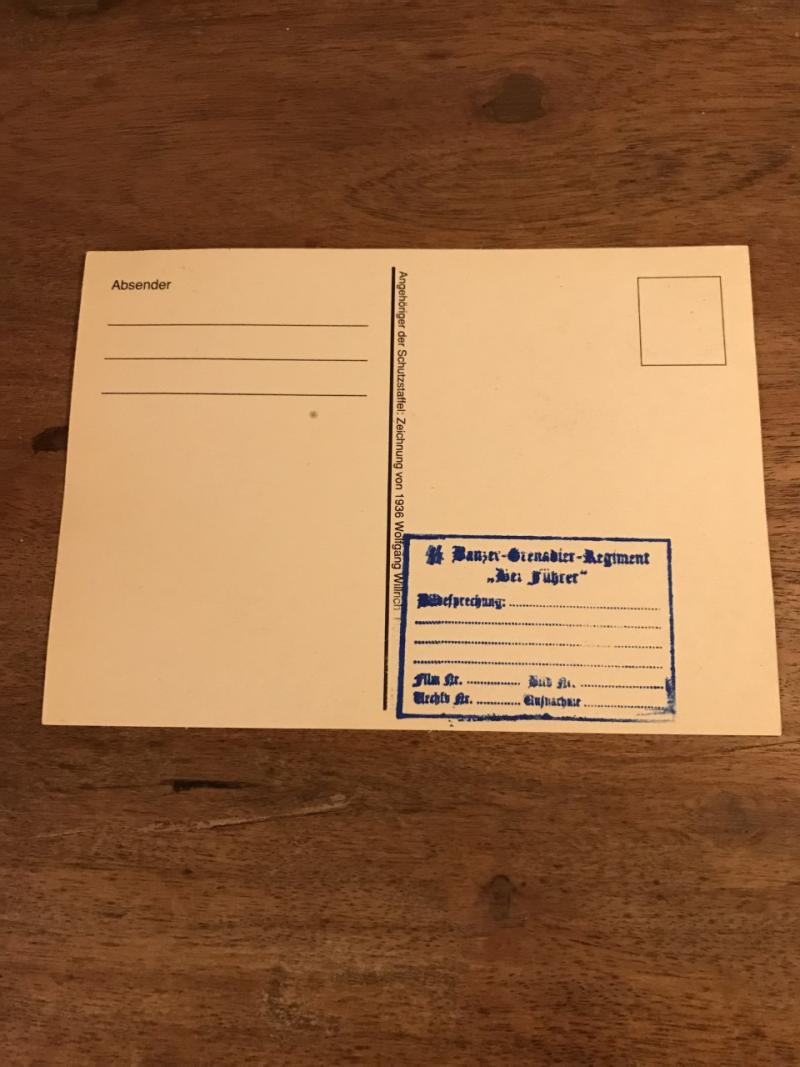 Absender
Angehöriger der Schutzstaffel: Zeichnung von 1936 Wolfgang Willrich
ᛋᛋ Panzer-Grenadier-Regiment
„Der Führer“
Bildbesprechung:
Film Nr. Bild Nr.
Archiv Nr. Aufnahme